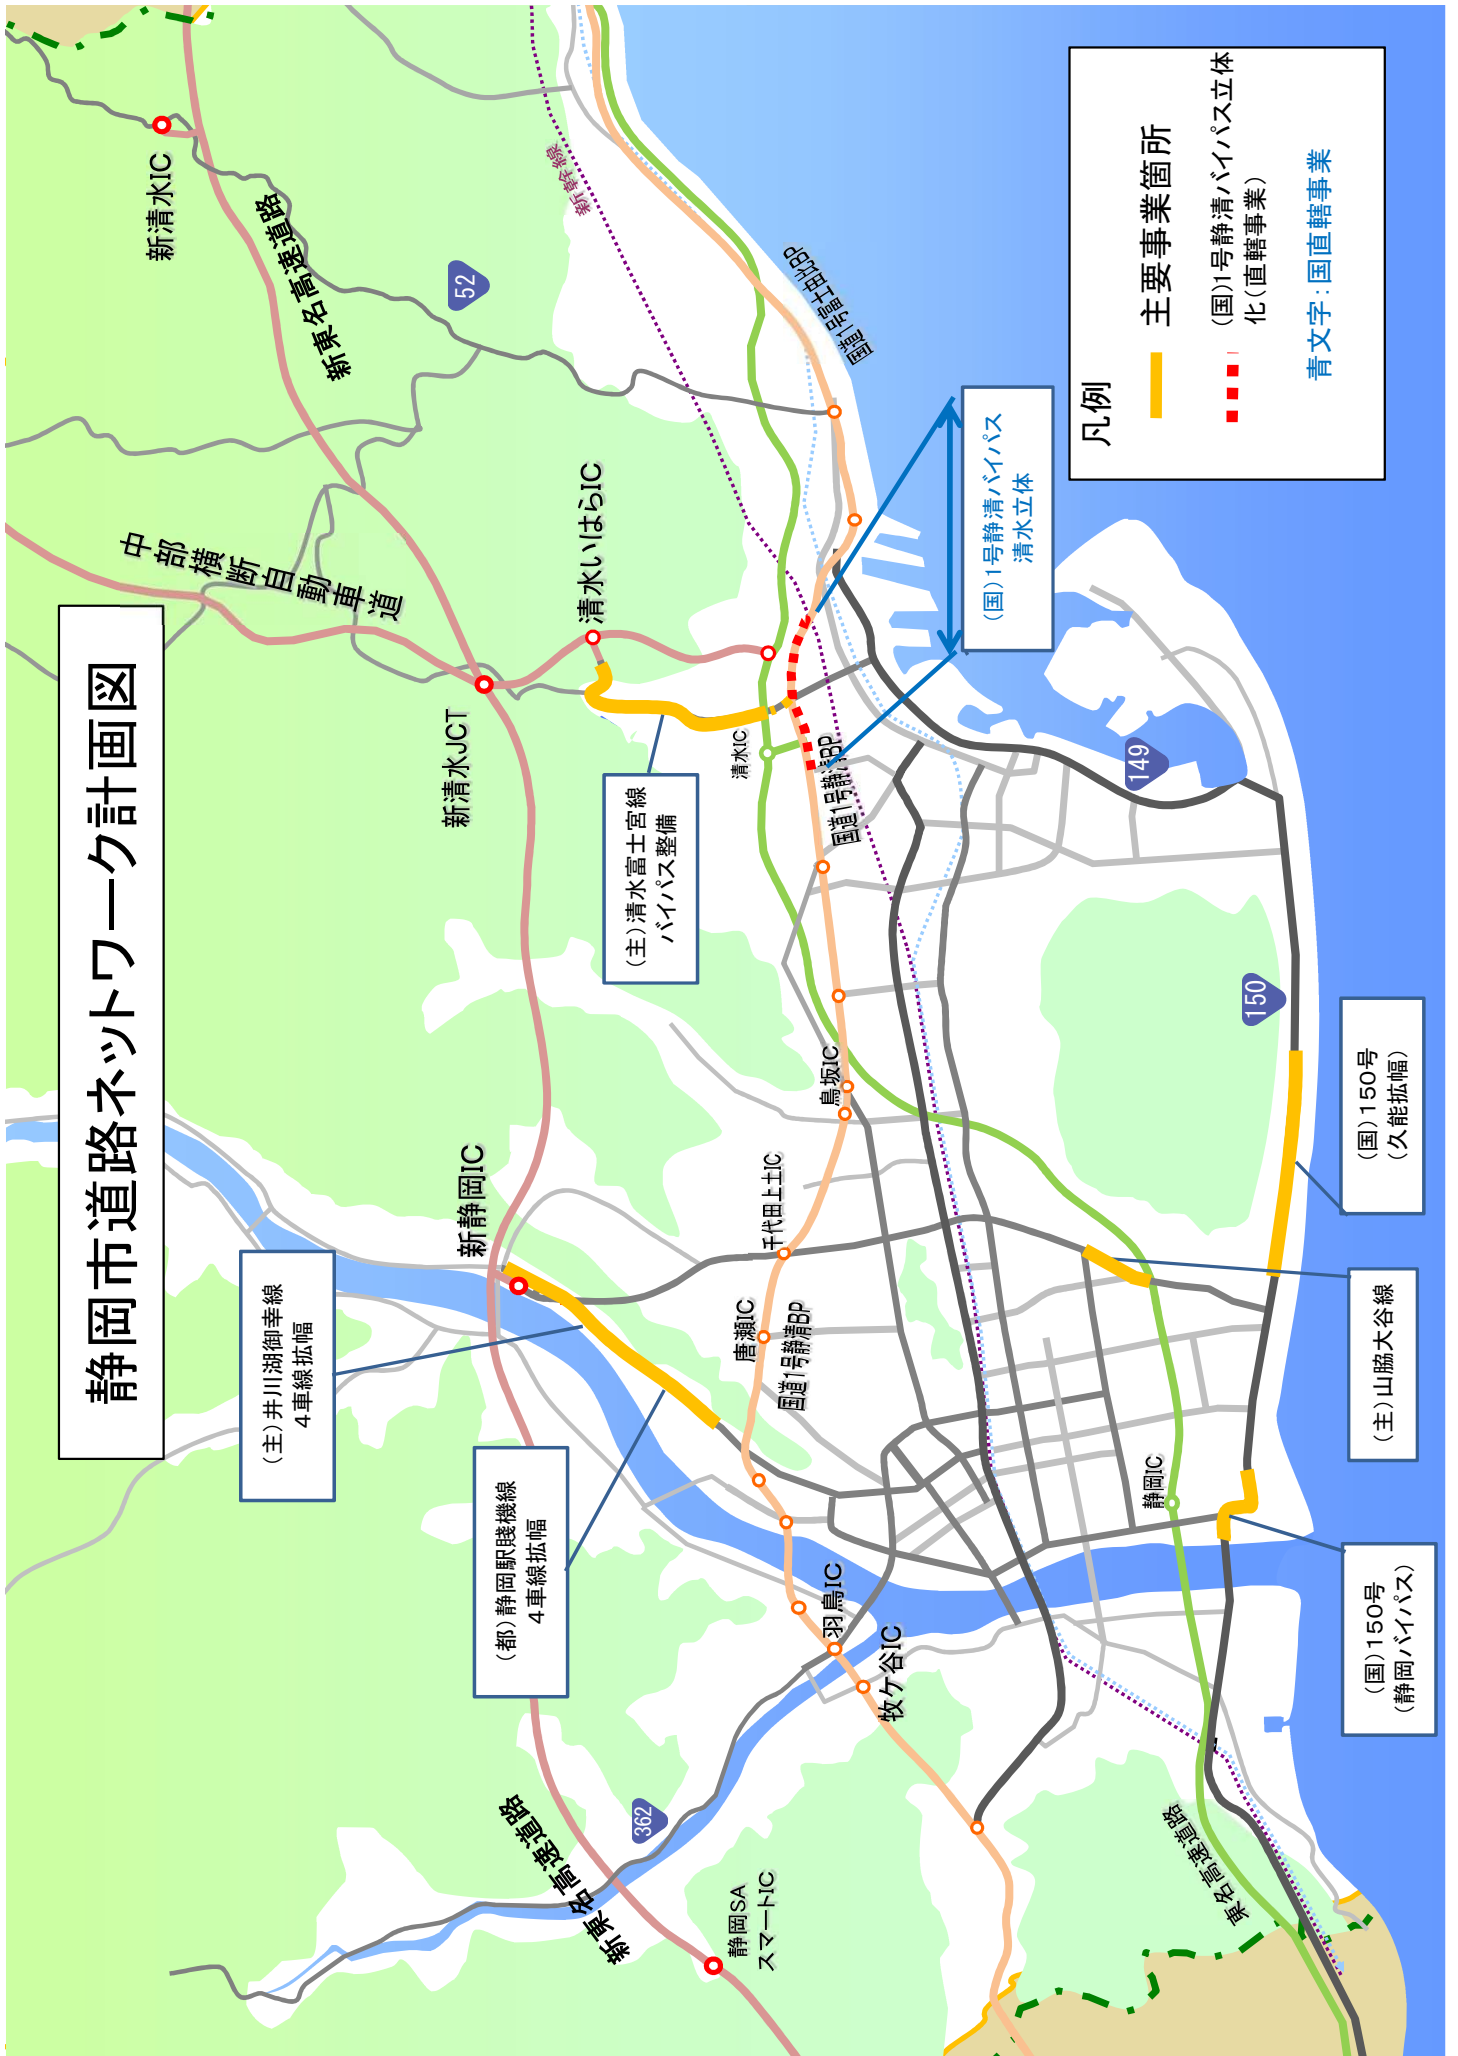 静岡市道路ネットワーク計画図
新清水IC
新東名高速道路
52
中部横断自動車道
新清水JCT
清水いはらIC
新幹線
国道1号富士由比BP
清水IC
国道1号静清BP
(主)清水富士宮線
バイパス整備
(国)1号静清バイパス
清水立体
凡例
主要事業箇所
(国)1号静清バイパス立体
化(直轄事業)
青文字:国直轄事業
149
150
新静岡IC
(主)井川湖御幸線
4車線拡幅
(都)静岡駅賤機線
4車線拡幅
鳥坂IC
千代田上土IC
唐瀬IC
国道1号静清BP
羽鳥IC
牧ケ谷IC
362
新東名高速道路
静岡SA
スマートIC
静岡IC
東名高速道路
(国)150号
(久能拡幅)
(主)山脇大谷線
(国)150号
(静岡バイパス)